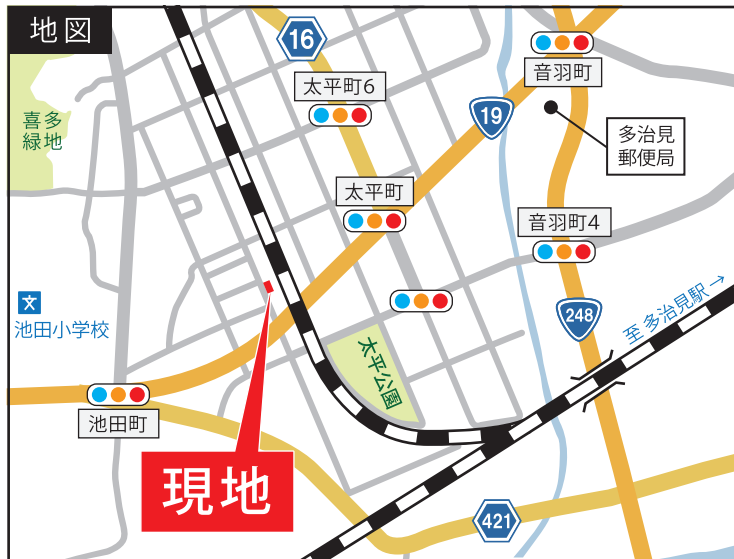 地図
16
音羽町
太平町6
19
喜多
緑地
多治見
郵便局
太平町
音羽町4
文
池田小学校
248
至 多治見駅→
太平公園
池田町
現地
421